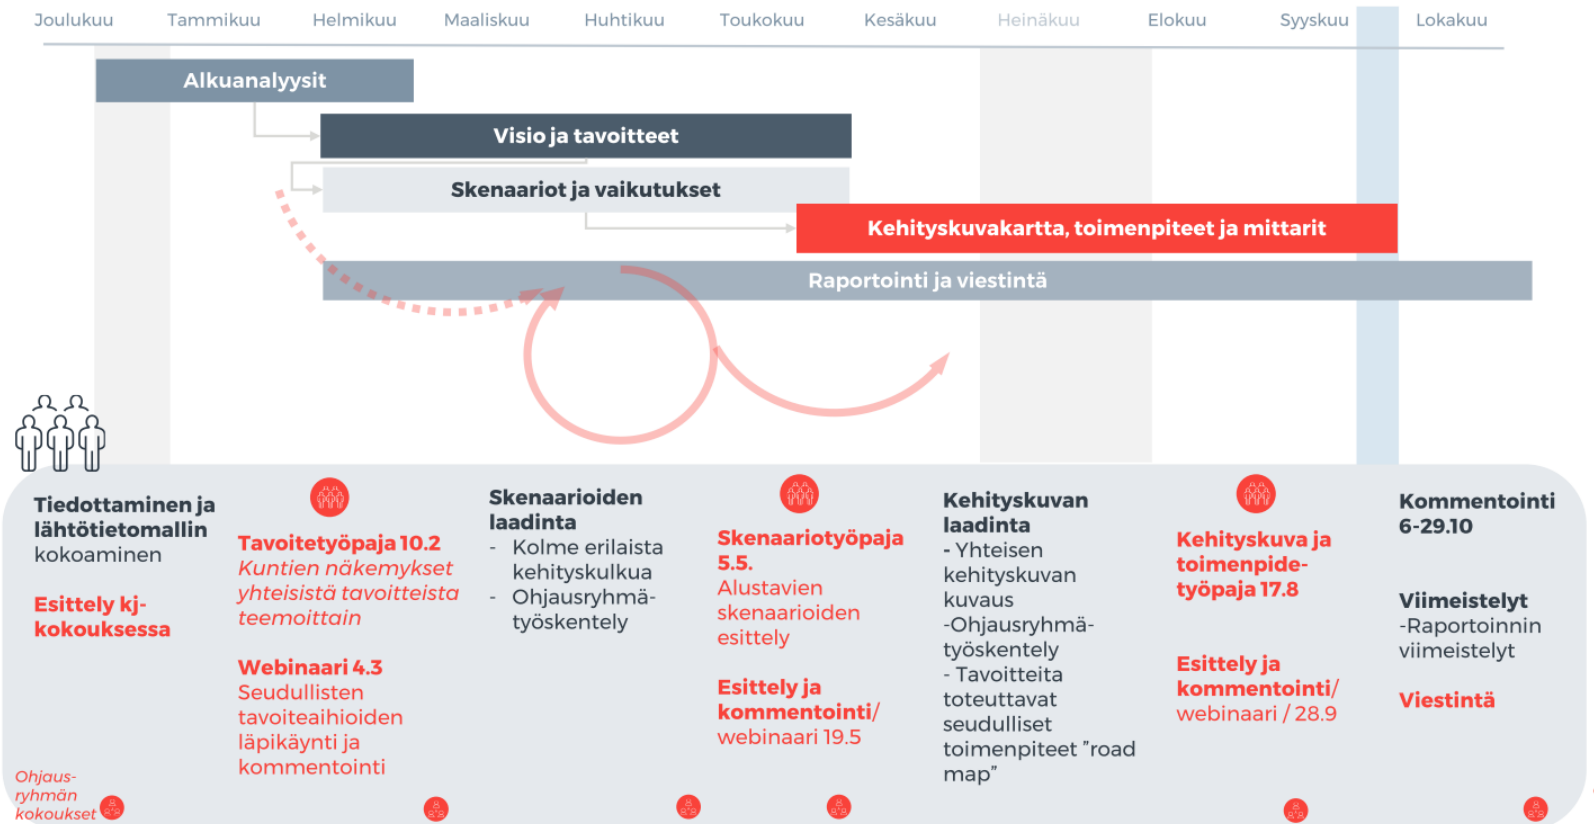 Joulukuu Tammikuu Helmikuu Maaliskuu Huhtikuu Toukokuu Kesäkuu Heinäkuu Elokuu Syyskuu Lokakuu
Alkuanalyysit
Visio ja tavoitteet
Skenaariot ja vaikutukset
Kehityskuvakartta, toimenpiteet ja mittarit
Raportointi ja viestintä
Tiedottaminen ja
lähtötietomallin
kokoaminen
Esittely kj-
kokouksessa
Tavoitetyöpaja 10.2
Kuntien näkemykset
yhteisistä tavoitteista
teemoittain
Webinaari 4.3
Seudullisten
tavoiteaihioiden
läpikäynti ja
kommentointi
Skenaarioiden
laadinta
- Kolme erilaista
kehityskulkua
- Ohjausryhmä-
työskentely
Skenaariotyöpaja
5.5.
Alustavien
skenaarioiden
esittely
Esittely ja
kommentointi/
webinaari 19.5
Kehityskuvan
laadinta
- Yhteisen
kehityskuvan
kuvaus
-Ohjausryhmä-
työskentely
- Tavoitteita
toteuttavat
seudulliset
toimenpiteet "road
map"
Kehityskuva ja
toimenpide-
työpaja 17.8
Esittely ja
kommentointi/
webinaari / 28.9
Kommentointi
6-29.10
Viimeistelyt
-Raportoinnin
viimeistelyt
Viestintä
Ohjaus-
ryhmän
kokoukset